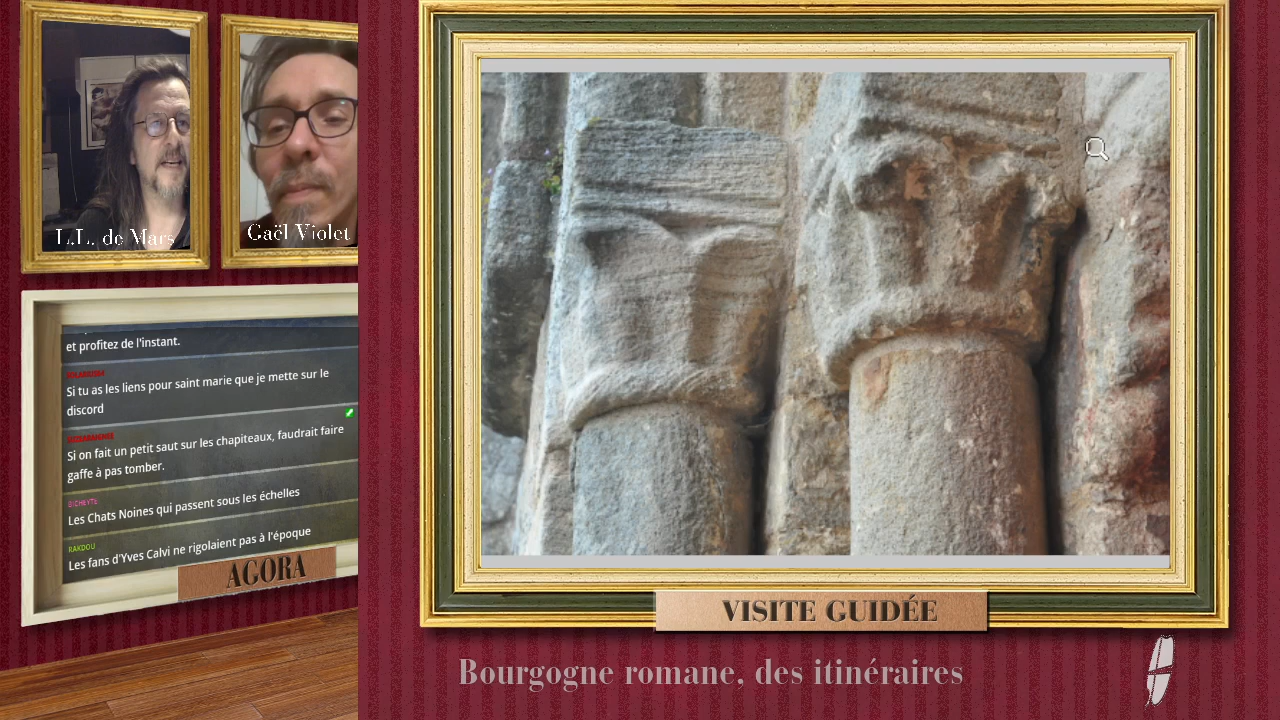 L.L. de Mars
Gaël Violet
et profitez de l'instant.
Si tu as les liens pour saint marie que je mette sur le
discord
Si on fait un petit saut sur les chapiteaux, faudrait faire
gaffe à pas tomber.
BICHEYTE
Les Chats Noines qui passent sous les échelles
RAKDOU
Les fans d'Yves Calvi ne rigolaient pas à l'époque
AGORA
VISITE GUIDÉE
Bourgogne romane, des itinéraires